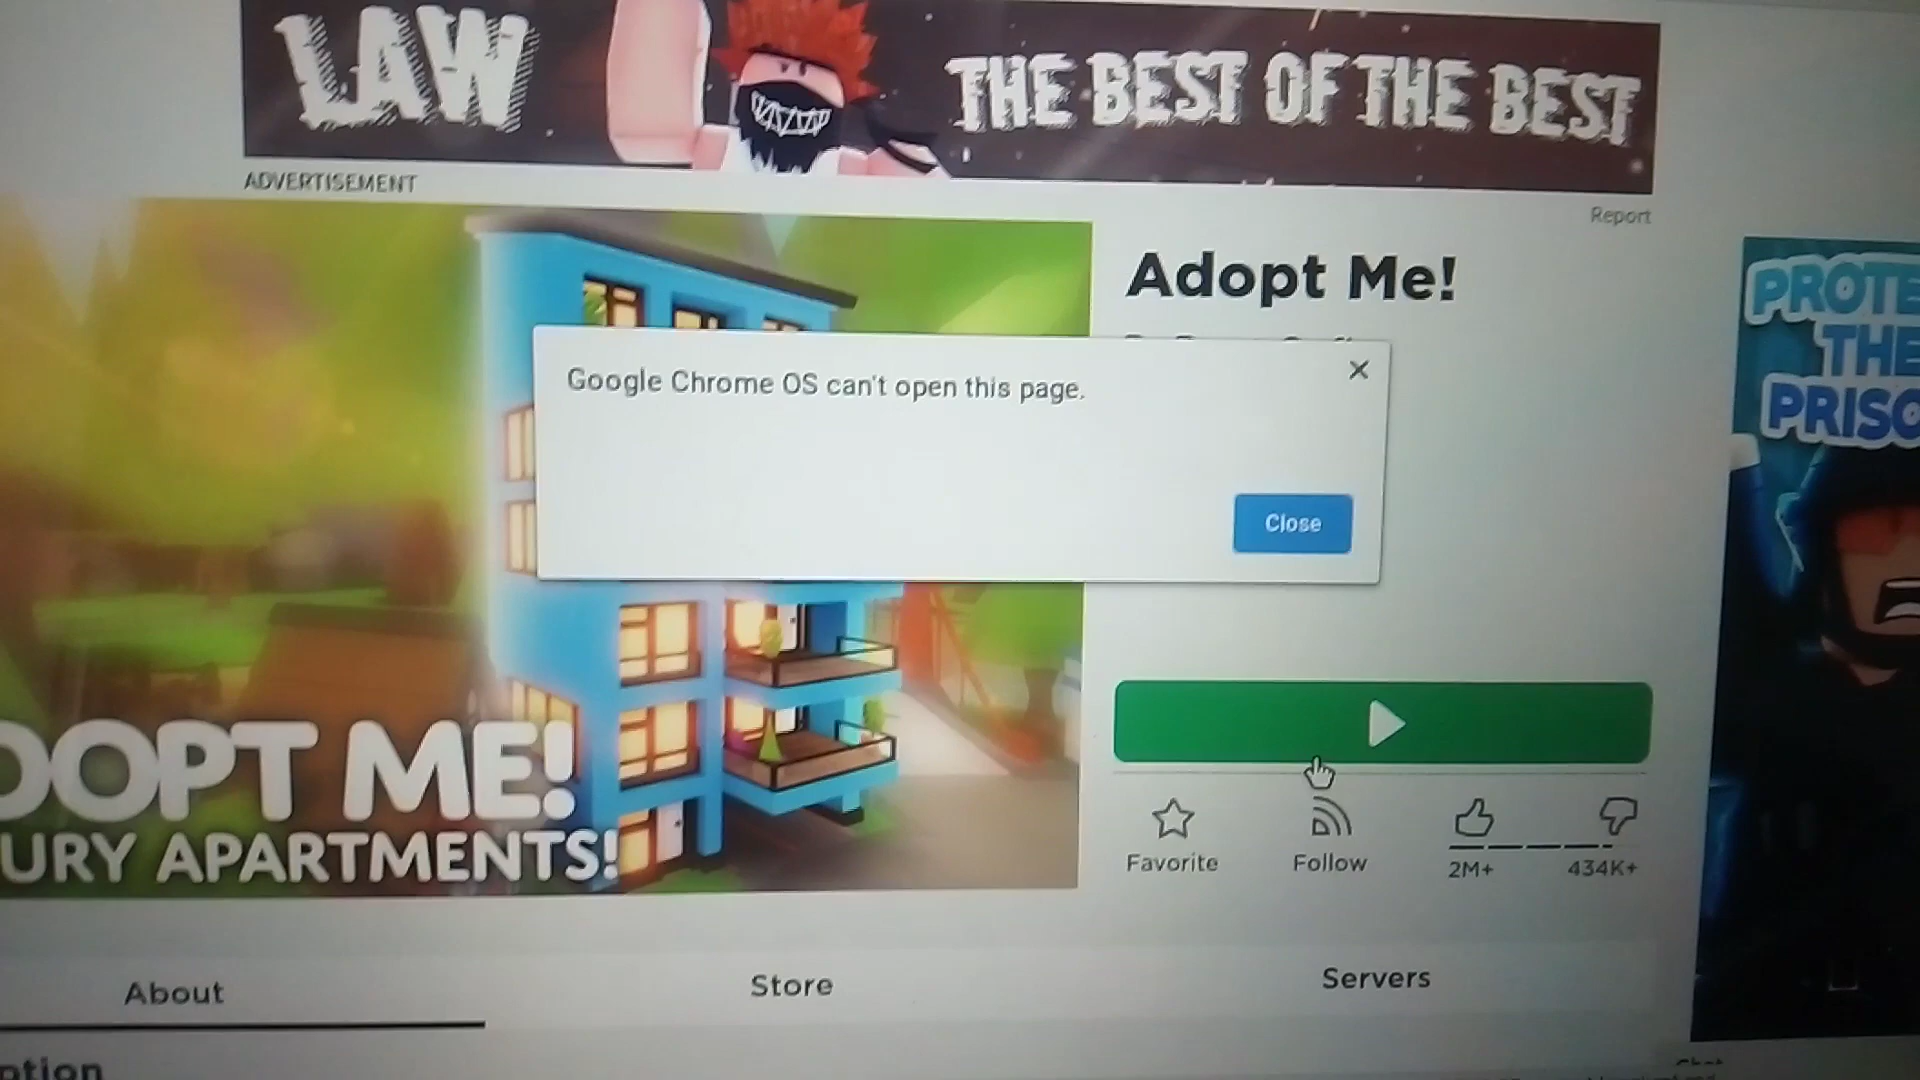 LAW
THE BEST OF THE BEST
ADVERTISEMENT
Report
Adopt Me!
PROTE
THE
PRISO
Google Chrome OS can't open this page.
Close
DOPT ME!
URY APARTMENTS!
Favorite
Follow
2M+
434K+
About
Store
Servers
ption